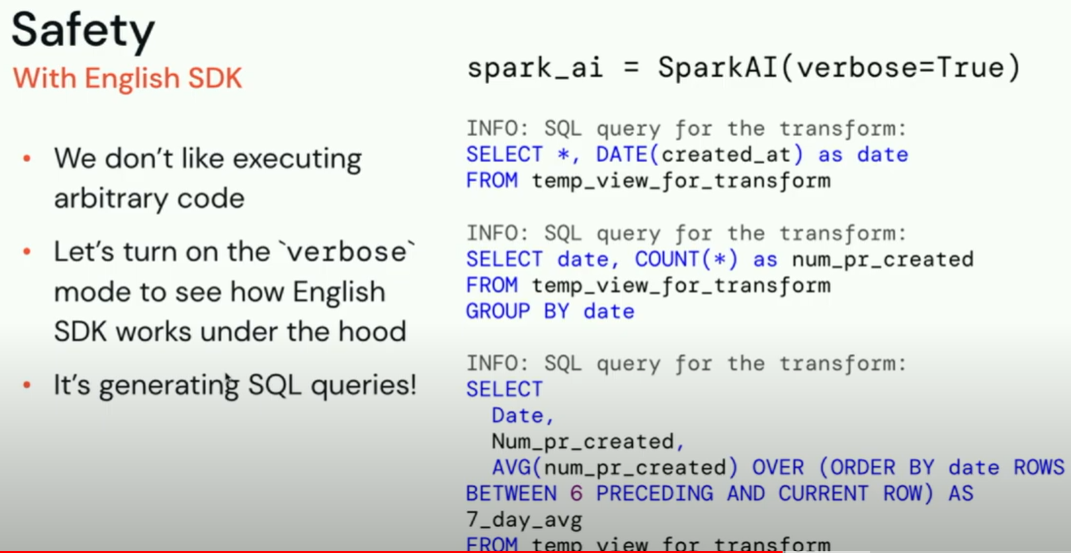 Safety
With English SDK
• We don't like executing
arbitrary code
• Let's turn on the `verbose`
mode to see how English
SDK works under the hood
• It's generating SQL queries!
spark_ai = SparkAI(verbose=True)
INFO: SQL query for the transform:
SELECT *, DATE(created_at) as date
FROM temp_view_for_transform
INFO: SQL query for the transform:
SELECT date, COUNT(*) as num_pr_created
FROM temp_view_for_transform
GROUP BY date
INFO: SQL query for the transform:
SELECT
Date,
Num_pr_created,
AVG(num_pr_created) OVER (ORDER BY date ROWS
BETWEEN 6 PRECEDING AND CURRENT ROW) AS
7_day_avg
FROM temp_view_for_transform